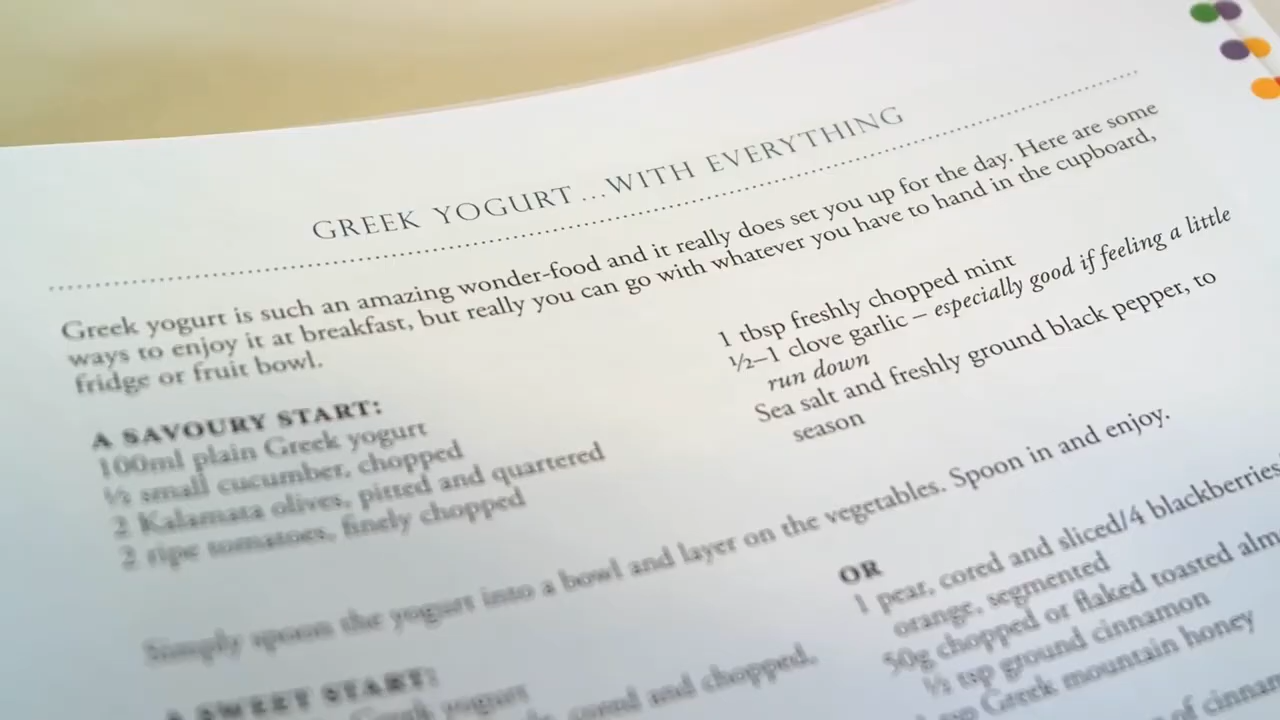 GREEK YOGURT ... WITH EVERYTHING
Greek yogurt is such an amazing wonder-food and it really does set you up for the day. Here are some
ways to enjoy it at breakfast, but really you can go with whatever you have to hand in the cupboard,
fridge or fruit bowl.
A SAVOURY START:
100ml plain Greek yogurt
½ small cucumber, chopped
2 Kalamata olives, pitted and quartered
2 ripe tomatoes, finely chopped
1 tbsp freshly chopped mint
½–1 clove garlic – especially good if feeling a little
run down
Sea salt and freshly ground black pepper, to
season
Simply spoon the yogurt into a bowl and layer on the vegetables. Spoon in and enjoy.
A SWEET START:
Greek yogurt
cored and chopped,
OR
1 pear, cored and sliced/4 blackberries
orange, segmented
50g chopped or flaked toasted
½ tsp ground cinnamon
Greek mountain honey
of